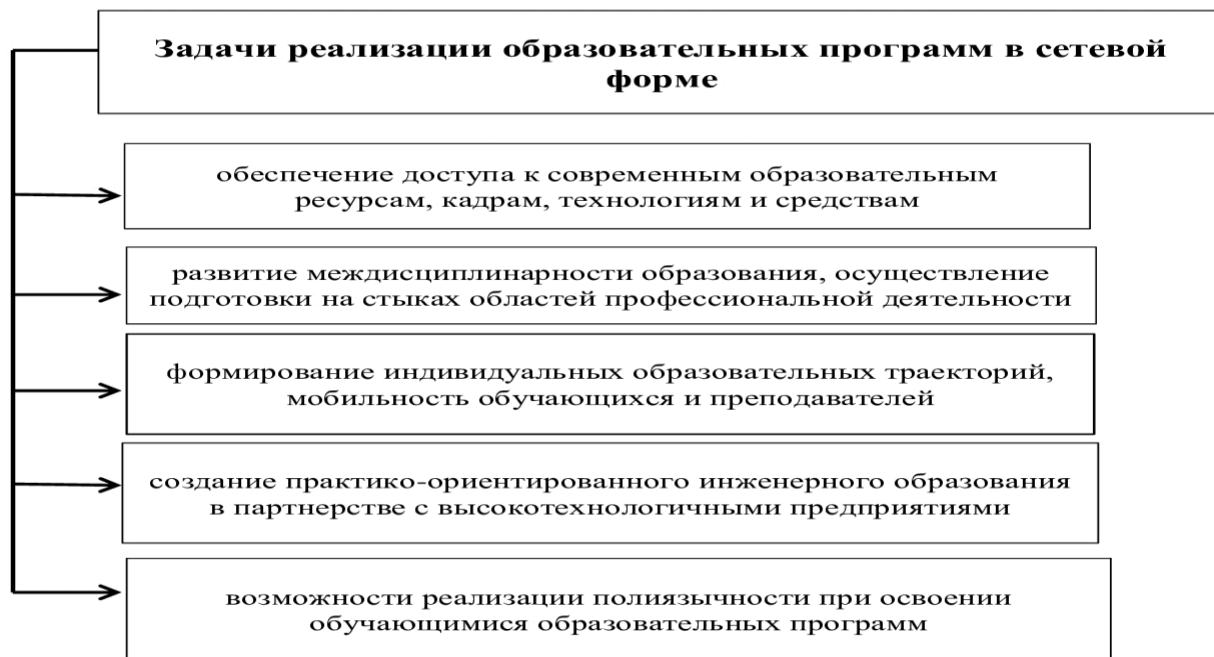 Задачи реализации образовательных программ в сетевой
форме
обеспечение доступа к современным образовательным
ресурсам, кадрам, технологиям и средствам
развитие междисциплинарности образования, осуществление
подготовки на стыках областей профессиональной деятельности
формирование индивидуальных образовательных траекторий,
мобильность обучающихся и преподавателей
создание практико-ориентированного инженерного образования
в партнерстве с высокотехнологичными предприятиями
возможности реализации полиязычности при освоении
обучающимися образовательных программ